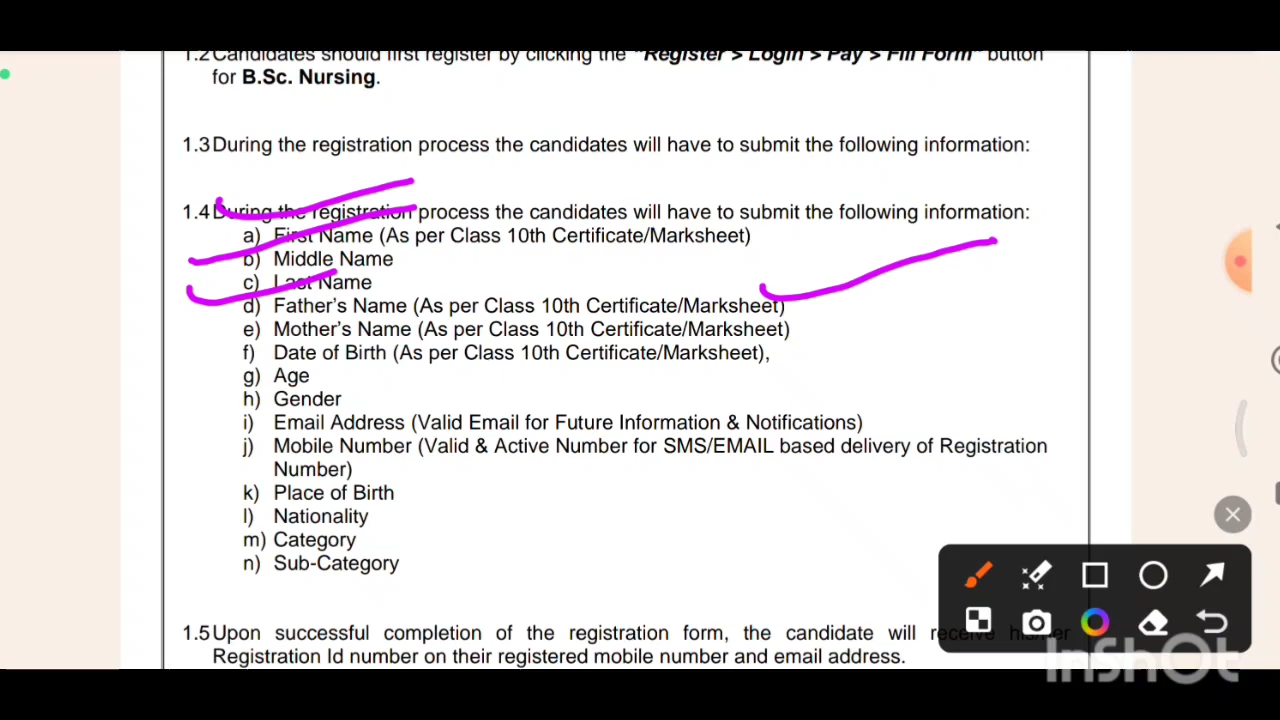 1.2 Candidates should first register by clicking the "Register > Login > Pay > Fill Form" button
for B.Sc. Nursing.
1.3 During the registration process the candidates will have to submit the following information:
1.4 During the registration process the candidates will have to submit the following information:
a) First Name (As per Class 10th Certificate/Marksheet)
b) Middle Name
c) Last Name
d) Father's Name (As per Class 10th Certificate/Marksheet)
e) Mother's Name (As per Class 10th Certificate/Marksheet)
f) Date of Birth (As per Class 10th Certificate/Marksheet),
g) Age
h) Gender
i) Email Address (Valid Email for Future Information & Notifications)
j) Mobile Number (Valid & Active Number for SMS/EMAIL based delivery of Registration
Number)
k) Place of Birth
l) Nationality
m) Category
n) Sub-Category
1.5 Upon successful completion of the registration form, the candidate will receive his/her
Registration Id number on their registered mobile number and email address.
InShOt